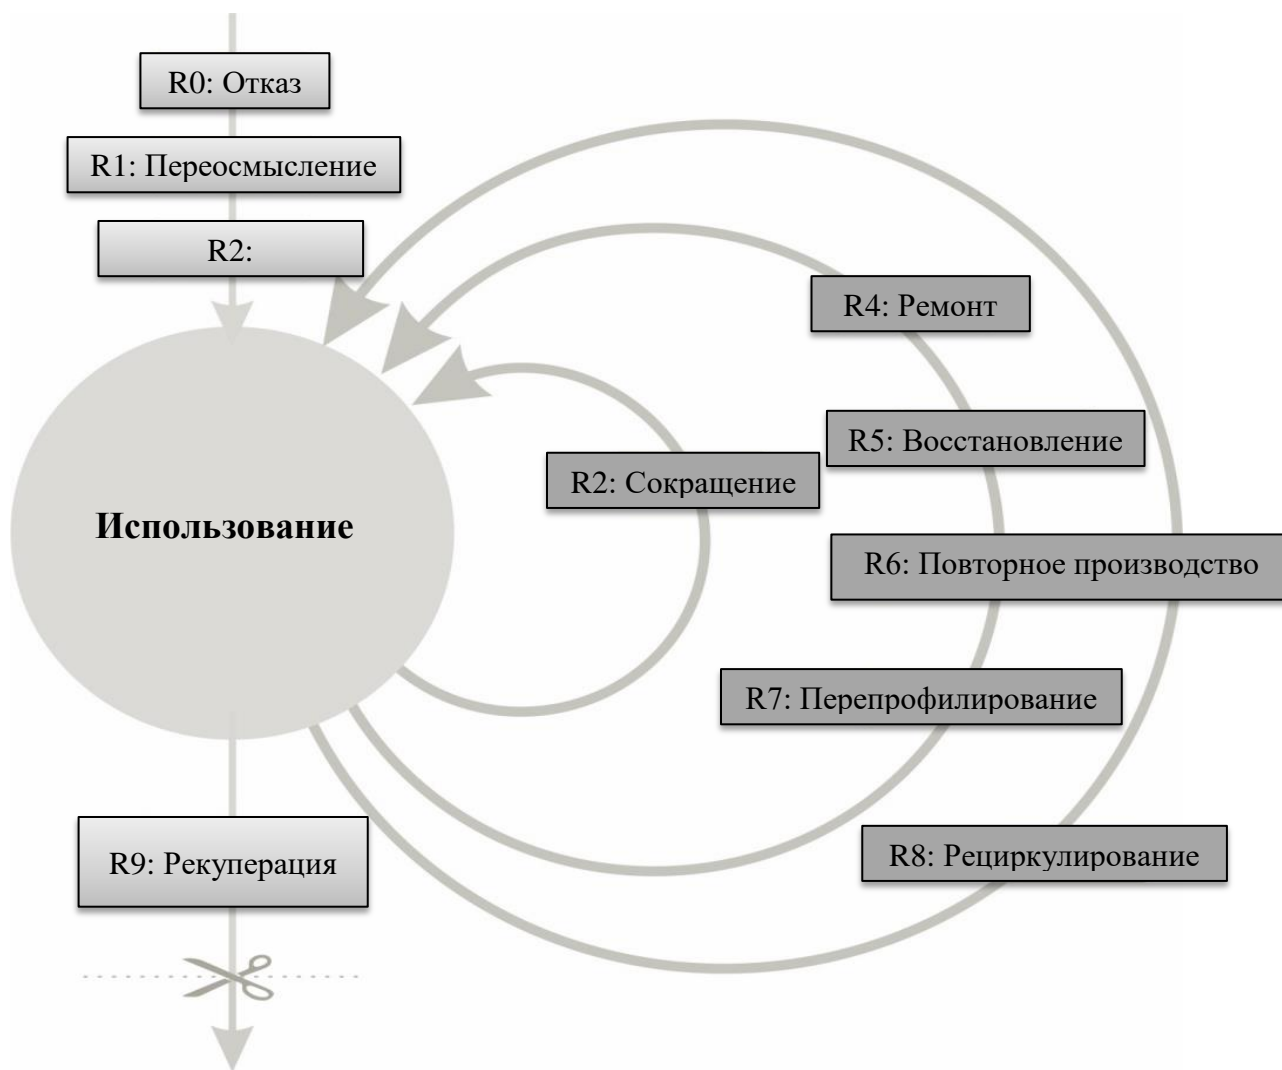 R0: Отказ
R1: Переосмысление
R2:
R4: Ремонт
R5: Восстановление
R2: Сокращение
Использование
R6: Повторное производство
R7: Перепрофилирование
R8: Рециркулирование
R9: Рекуперация